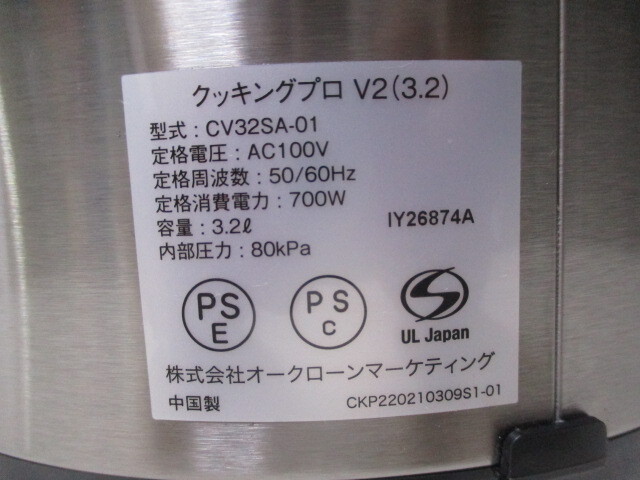 クッキングプロ V2(3.2)
型式 : CV32SA-01
定格電圧 : AC100V
定格周波数 : 50/60Hz
定格消費電力 : 700W
容量 : 3.2ℓ
IY26874A
内部圧力 : 80kPa
PS
E
PS
C
S
UL Japan
株式会社オークローンマーケティング
中国製
CKP220210309S1-01